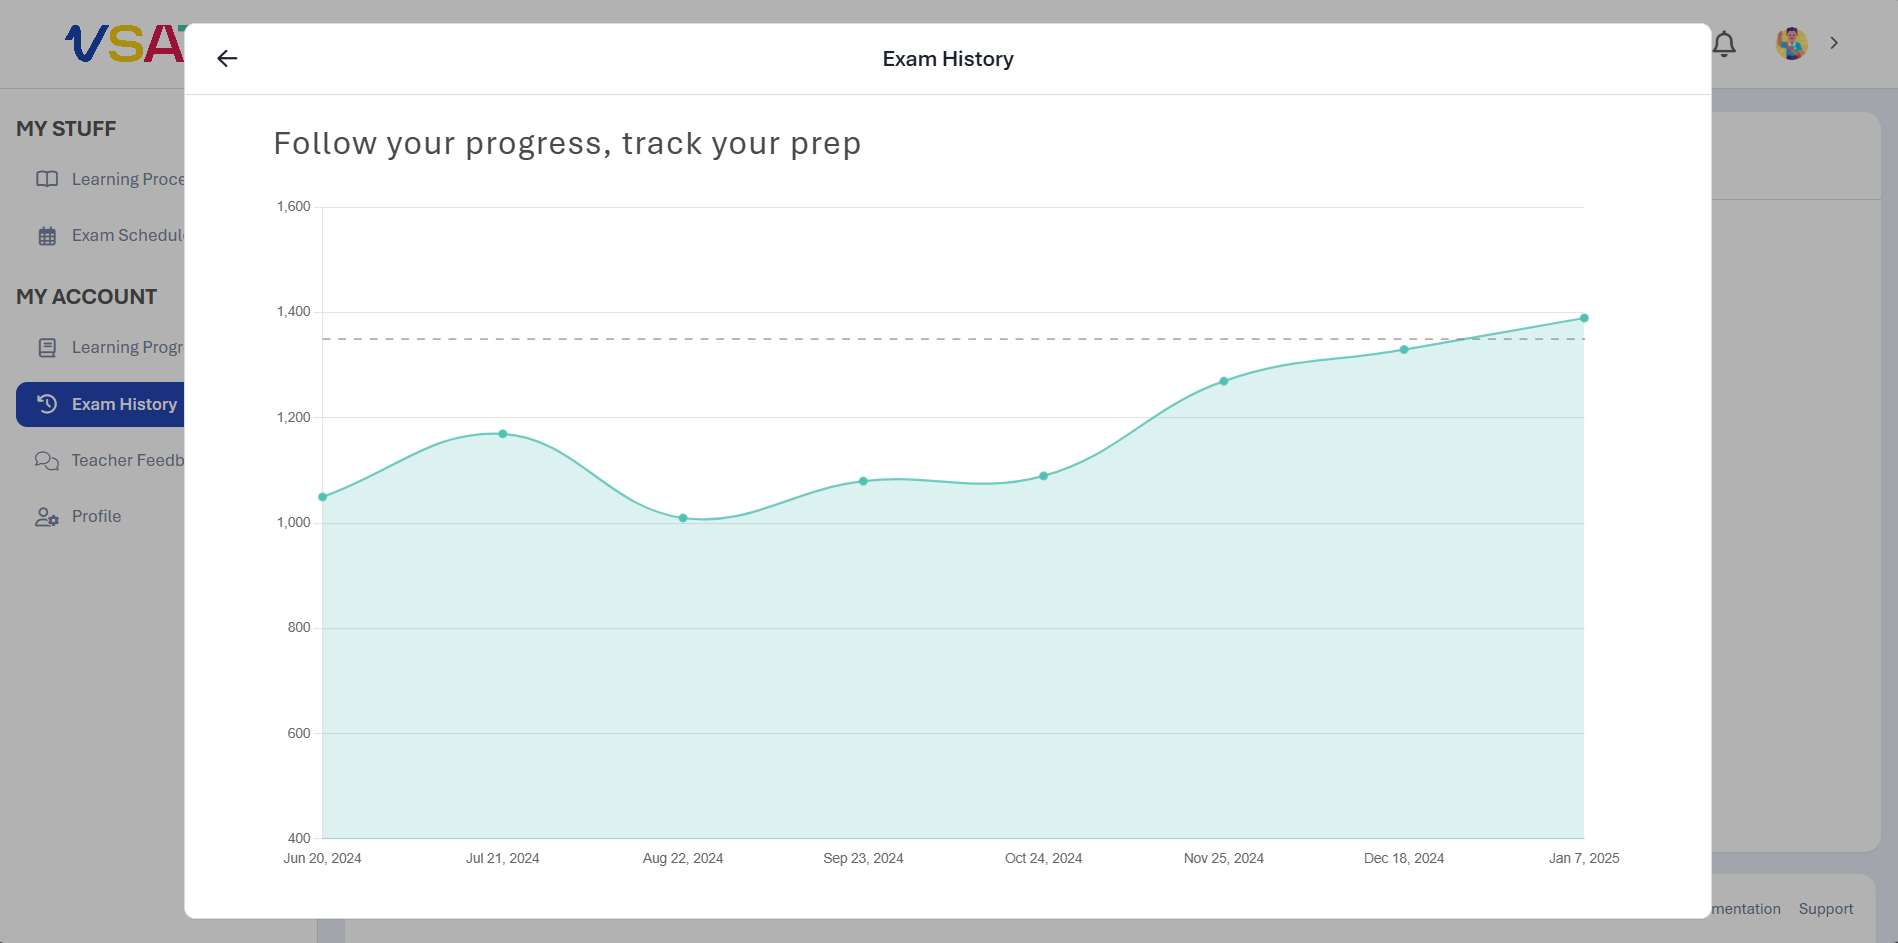 VSA
Exam History
MY STUFF
Learning Proce
Exam Schedul
MY ACCOUNT
Learning Progr
Exam History
Teacher Feedb
Profile
Follow your progress, track your prep
1,600
1,400
1,200
1,000
800
600
400
Jun 20, 2024 Jul 21, 2024 Aug 22, 2024 Sep 23, 2024 Oct 24, 2024 Nov 25, 2024 Dec 18, 2024 Jan 7, 2025
mentation Support